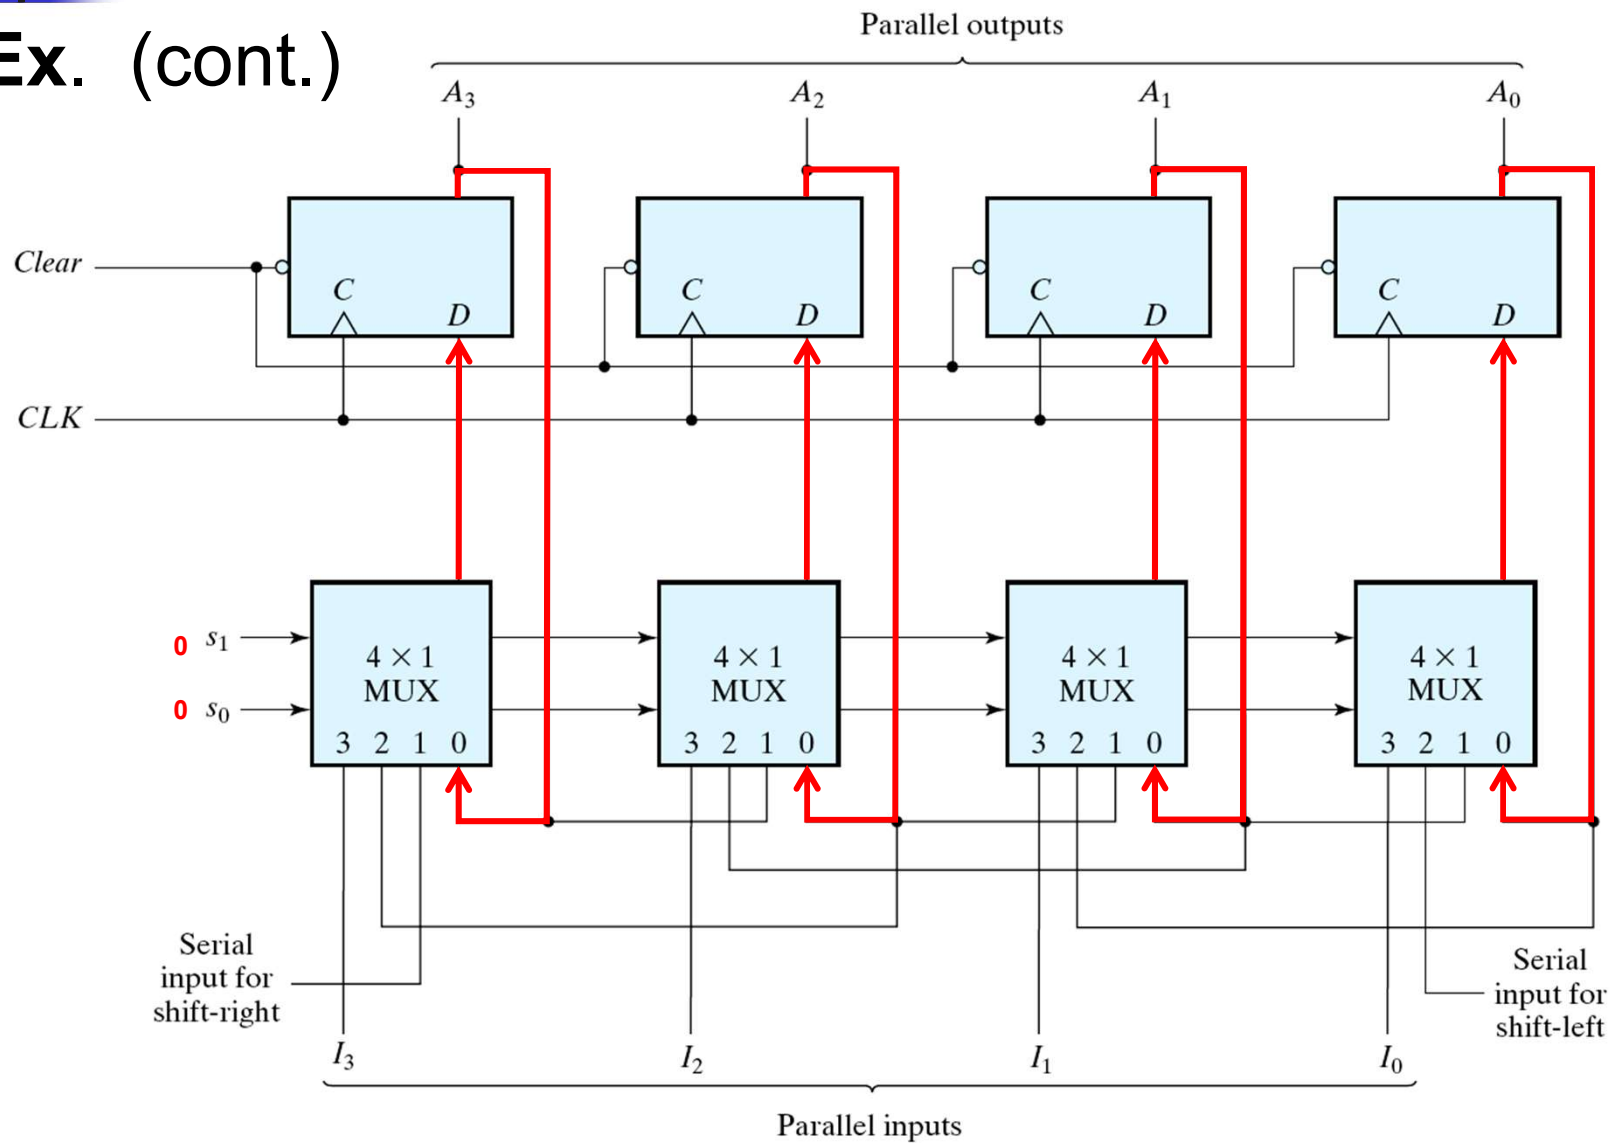 Ex. (cont.)
Parallel outputs
A₃ A₂ A₁ A₀
Clear
C D C D C D C D
CLK
0 s₁
0 s₀
4 × 1 MUX
4 × 1 MUX
4 × 1 MUX
4 × 1 MUX
3 2 1 0 3 2 1 0 3 2 1 0 3 2 1 0
Serial
input for
shift-right
Serial
input for
shift-left
I₃ I₂ I₁ I₀
Parallel inputs